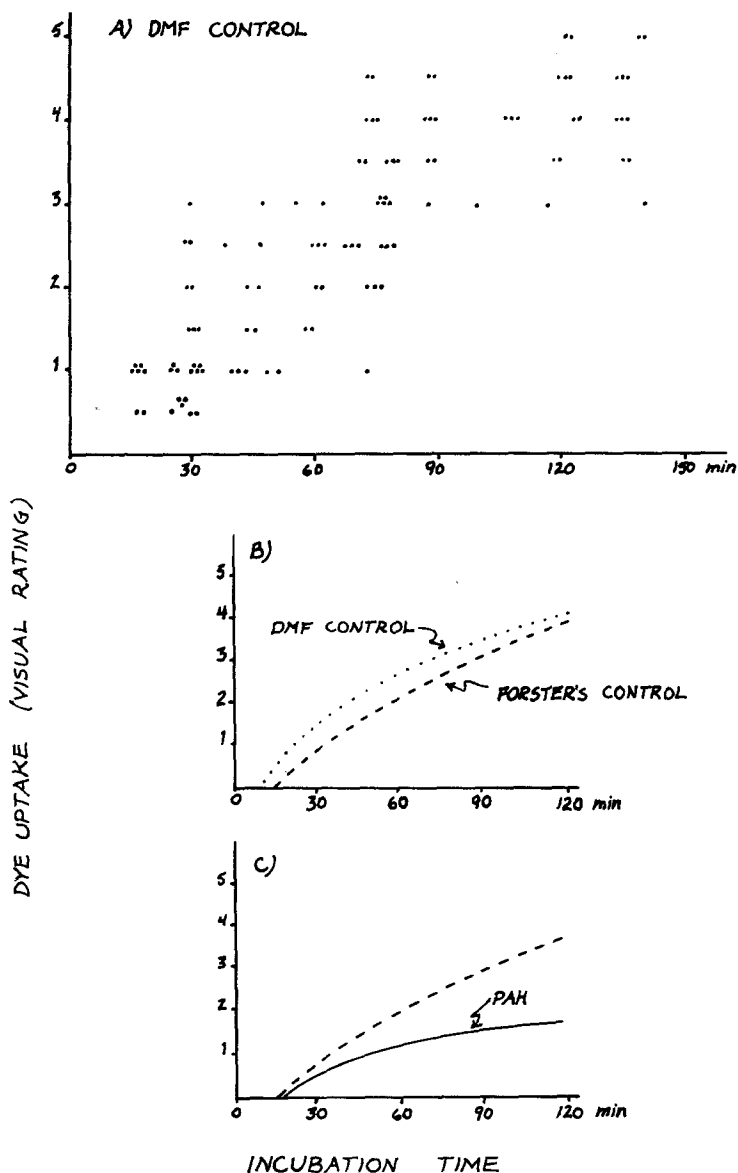 A) DMF CONTROL
5
4
3
2
1
0 30 60 90 120 150 min
DYE UPTAKE (VISUAL RATING)
B)
5
4
3
2
1
DMF CONTROL
FORSTER'S CONTROL
0 30 60 90 120 min
C)
5
4
3
2
1
PAH
0 30 60 90 120 min
INCUBATION TIME